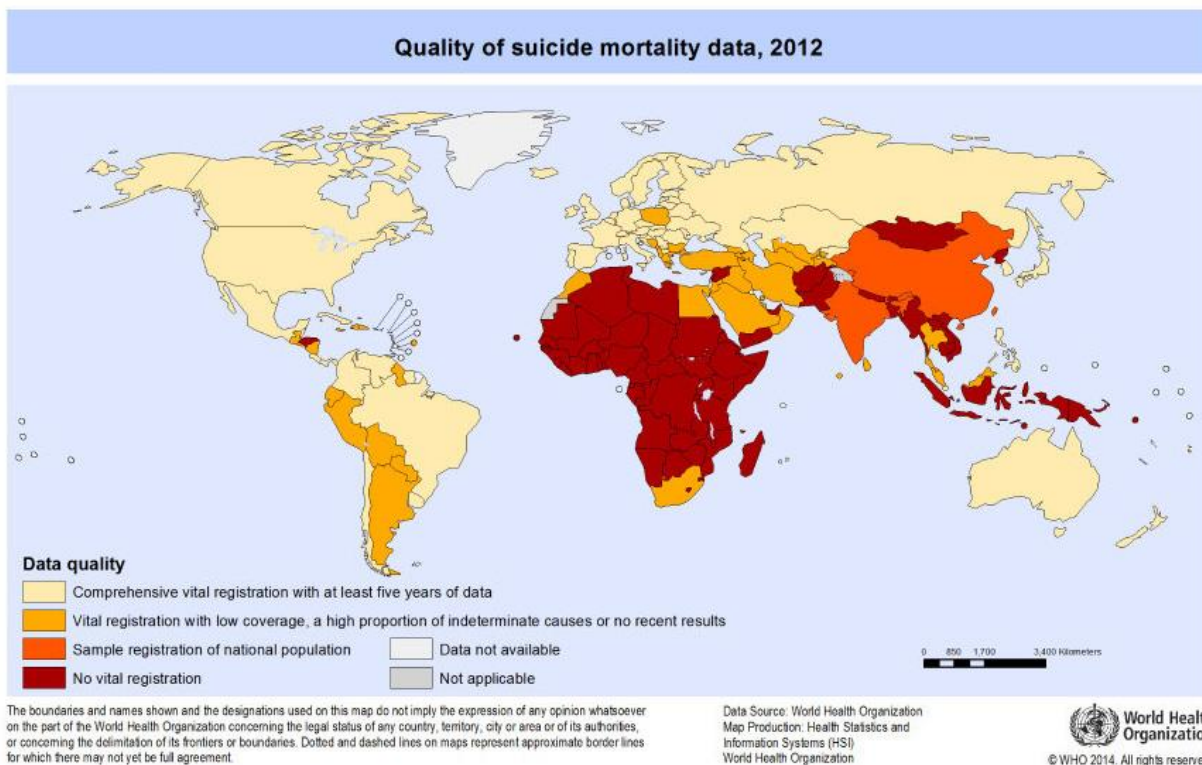 Quality of suicide mortality data, 2012
Data quality
Comprehensive vital registration with at least five years of data
Vital registration with low coverage, a high proportion of indeterminate causes or no recent results
Sample registration of national population
Data not available
No vital registration
Not applicable
0 850 1,700 3,400 Kilometers
The boundaries and names shown and the designations used on this map do not imply the expression of any opinion whatsoever
on the part of the World Health Organization concerning the legal status of any country, territory, city or area or of its authorities,
or concerning the delimitation of its frontiers or boundaries. Dotted and dashed lines on maps represent approximate border lines
for which there may not yet be full agreement.
Data Source: World Health Organization
Map Production: Health Statistics and
Information Systems (HSI)
World Health Organization
World Healt
Organizatio
© WHO 2014. All rights reserve